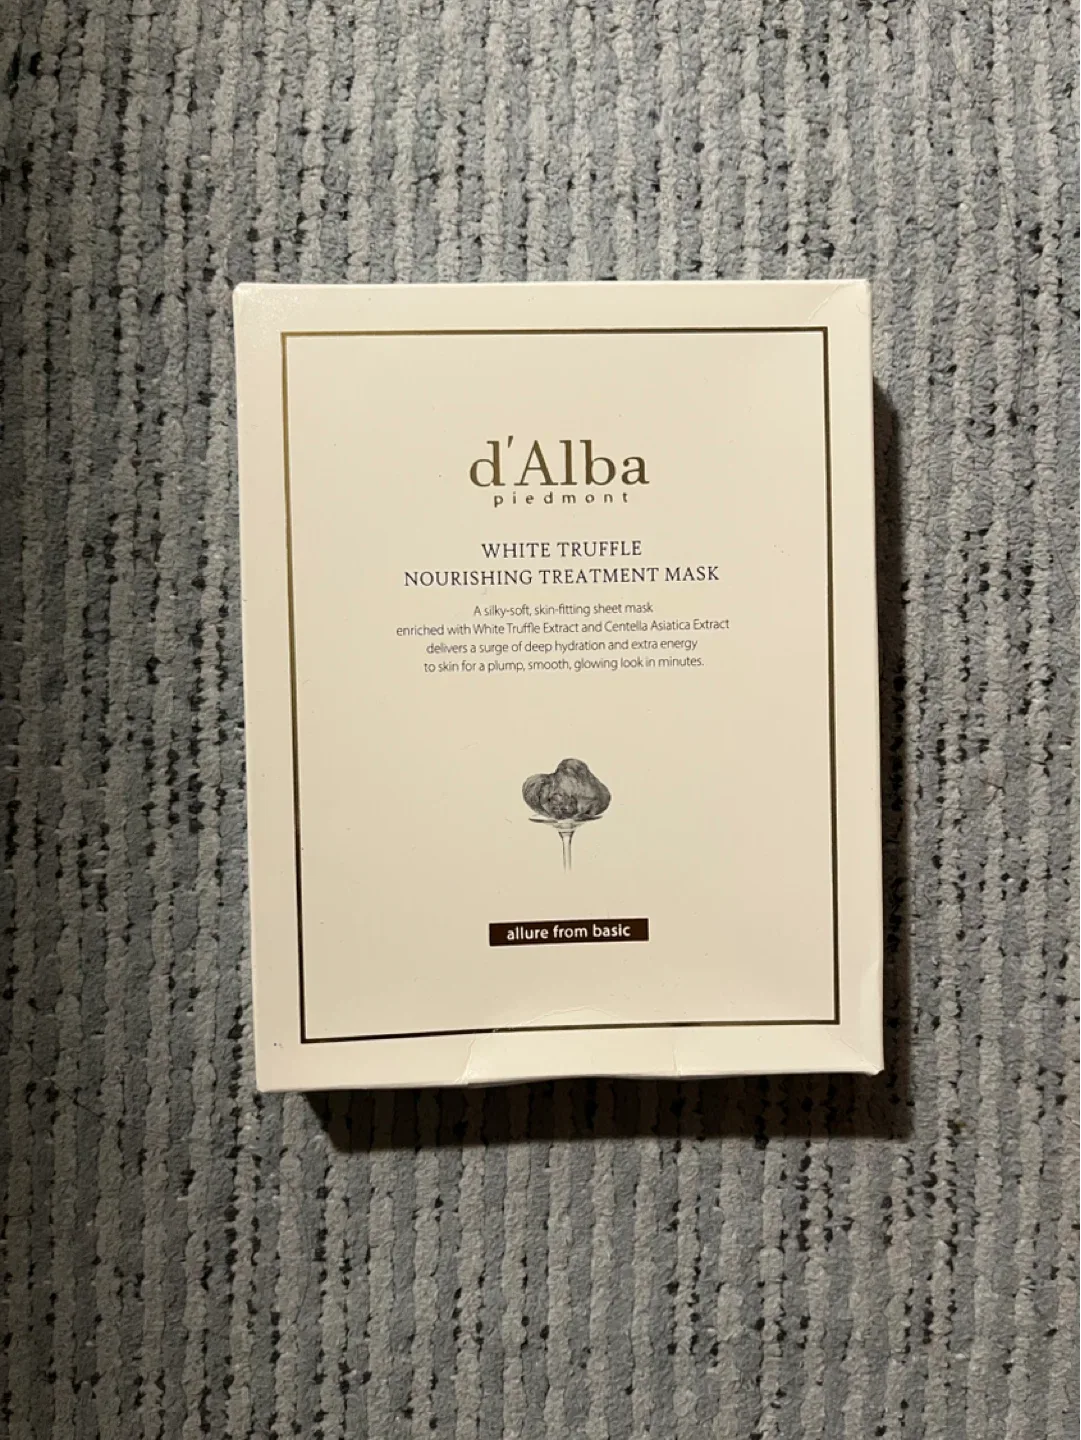 d'Alba
piedmont
WHITE TRUFFLE
NOURISHING TREATMENT MASK
A silky-soft, skin-fitting sheet mask
enriched with White Truffle Extract and Centella Asiatica Extract
delivers a surge of deep hydration and extra energy
to skin for a plump, smooth, glowing look in minutes.
allure from basic